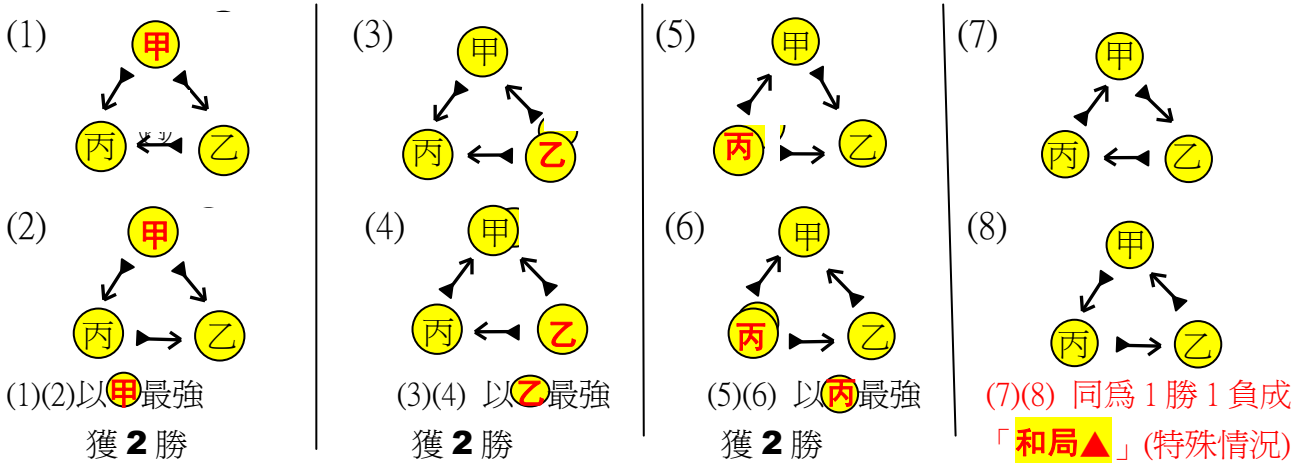 (1)
甲
丙
乙
(2)
甲
丙
乙
(1)(2)以甲最強
獲 2 勝
(3)
甲
丙
乙
(4)
甲
丙
乙
(3)(4) 以乙最強
獲 2 勝
(5)
甲
丙
乙
(6)
甲
丙
乙
(5)(6) 以丙最強
獲 2 勝
(7)
甲
丙
乙
(8)
甲
丙
乙
(7)(8) 同爲 1 勝 1 負成
「和局▲」(特殊情況)